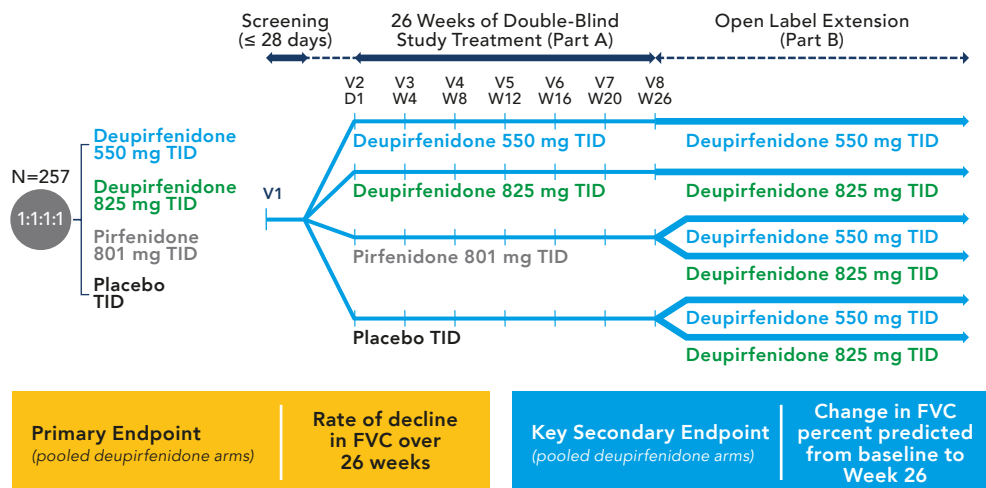 Screening
(≤ 28 days)
26 Weeks of Double-Blind
Study Treatment (Part A)
Open Label Extension
(Part B)
V2
D1
V3
W4
V4
W8
V5
W12
V6
W16
V7
W20
V8
W26
N=257
1:1:1:1
Deupirfenidone
550 mg TID
Deupirfenidone
825 mg TID
Pirfenidone
801 mg TID
Placebo
TID
V1
Deupirfenidone 550 mg TID
Deupirfenidone 550 mg TID
Deupirfenidone 825 mg TID
Deupirfenidone 825 mg TID
Pirfenidone 801 mg TID
Deupirfenidone 550 mg TID
Deupirfenidone 825 mg TID
Placebo TID
Deupirfenidone 550 mg TID
Deupirfenidone 825 mg TID
Primary Endpoint
(pooled deupirfenidone arms)
Rate of decline
in FVC over
26 weeks
Key Secondary Endpoint
(pooled deupirfenidone arms)
Change in FVC
percent predicted
from baseline to
Week 26